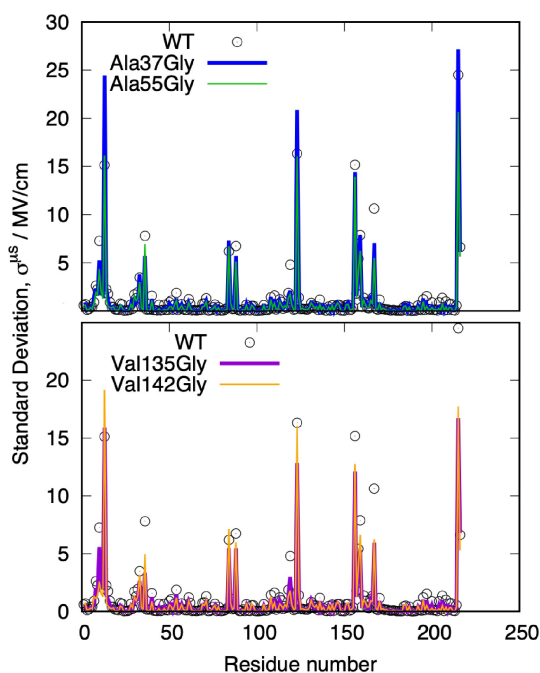 30
WT
Ala37Gly
Ala55Gly
25
20
15
10
5
Standard Deviation, σ^μs / MV/cm
WT
Val135Gly
Val142Gly
20
15
10
5
0
0 50 100 150 200 250
Residue number